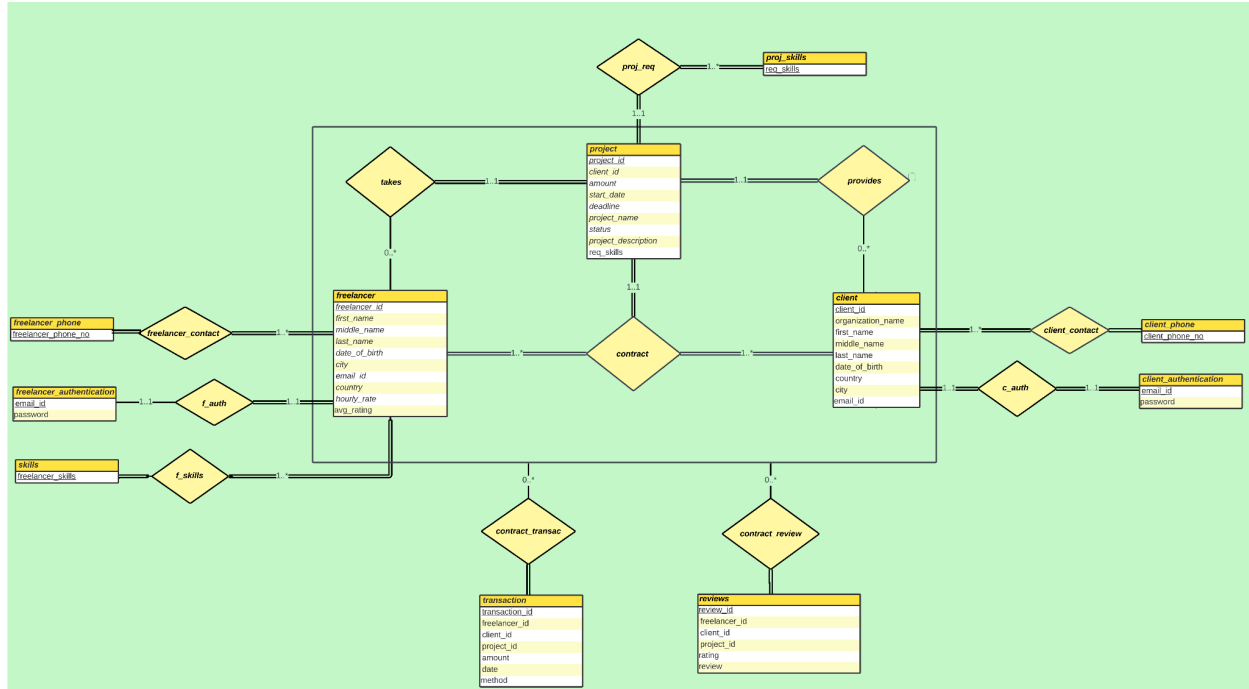 proj_req
1..*
proj_skills
req_skills
1..1
takes
1..1
project
project_id
client_id
amount
start_date
deadline
project_name
status
project_description
req_skills
1..1
provides
0..*
0..*
1..1
freelancer
freelancer_id
first_name
middle_name
last_name
date_of_birth
city
email_id
country
hourly_rate
avg_rating
client
client_id
organization_name
first_name
middle_name
last_name
date_of_birth
country
city
email_id
freelancer_phone
freelancer_phone_no
freelancer_contact
1..*
1..*
contract
1..*
1..*
client_contact
client_phone
client_phone_no
freelancer_authentication
email_id
password
1..1
f_auth
1..1
1..1
c_auth
1..*
client_authentication
email_id
password
skills
freelancer_skills
f_skills
1..*
0..*
0..*
contract_transac
contract_review
transaction
transaction_id
freelancer_id
client_id
project_id
amount
date
method
reviews
review_id
freelancer_id
client_id
project_id
rating
review